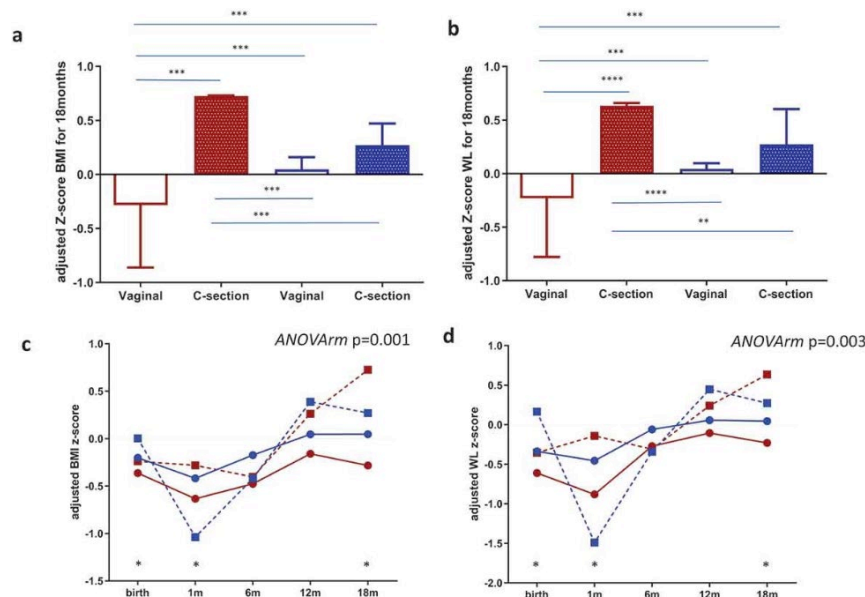 a
***
***
***
adjusted Z-score BMI for 18months
1.0
0.5
0.0
-0.5
-1.0
***
***
Vaginal
C-section
Vaginal
C-section
b
***
***
****
adjusted Z-score WL for 18months
1.0
0.5
0.0
-0.5
-1.0
****
**
Vaginal
C-section
Vaginal
C-section
c
ANOVArm p=0.001
adjusted BMI z-score
1.0
0.5
0.0
-0.5
-1.0
-1.5
*
*
*
birth
1m
6m
12m
18m
d
ANOVArm p=0.003
adjusted WL z-score
1.0
0.5
0.0
-0.5
-1.0
-1.5
-2.0
*
*
*
birth
1m
6m
12m
18m